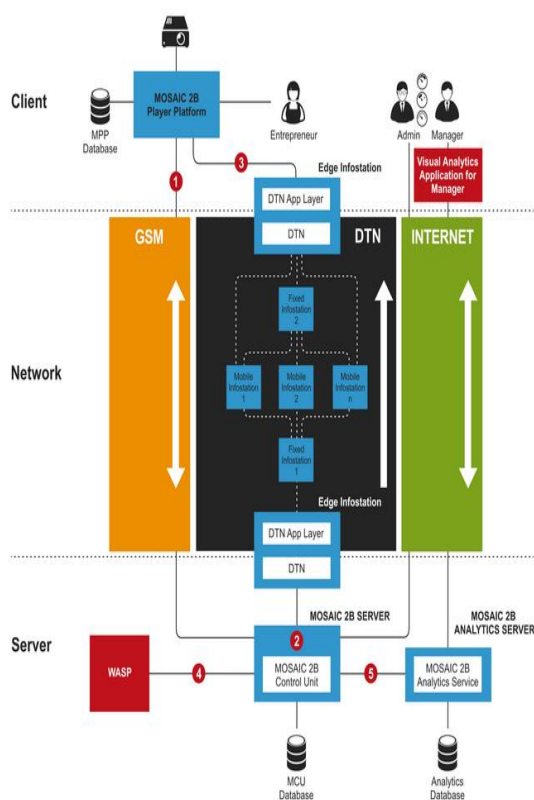 Client
MOSAIC 2B
Player Platform
MPP
Database
Entrepreneur
Admin
Manager
Visual Analytics
Application for
Manager
1
3
Edge Infostation
DTN App Layer
DTN
GSM
DTN
INTERNET
Network
Fixed
Infostation
2
Mobile
Infostation
1
Mobile
Infostation
2
Mobile
Infostation
n
Fixed
Infostation
1
Edge Infostation
DTN App Layer
DTN
Server
MOSAIC 2B SERVER
MOSAIC 2B
ANALYTICS SERVER
WASP
4
2
MOSAIC 2B
Control Unit
5
MOSAIC 2B
Analytics Service
MCU
Database
Analytics
Database